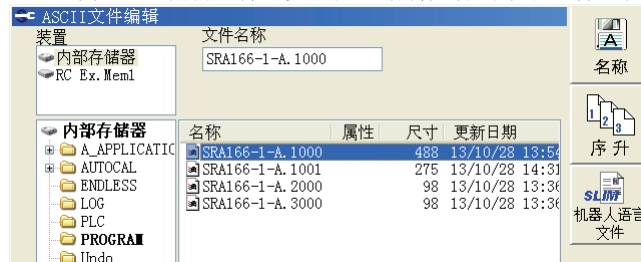 ASCII文件编辑
装置
内部存储器
RC Ex. Mem1
文件名称
SRA166-1-A.1000
内部存储器
A_APPLICATIC
AUTOCAL
ENDLESS
LOG
PLC
PROGRAM
Undo
名称 属性 尺寸 更新日期
SRA166-1-A.1000 488 13/10/28 13:54
SRA166-1-A.1001 275 13/10/28 14:31
SRA166-1-A.2000 98 13/10/28 13:36
SRA166-1-A.3000 98 13/10/28 13:36
A
名称
1 2 3
序 升
SLIM
机器人语言
文件